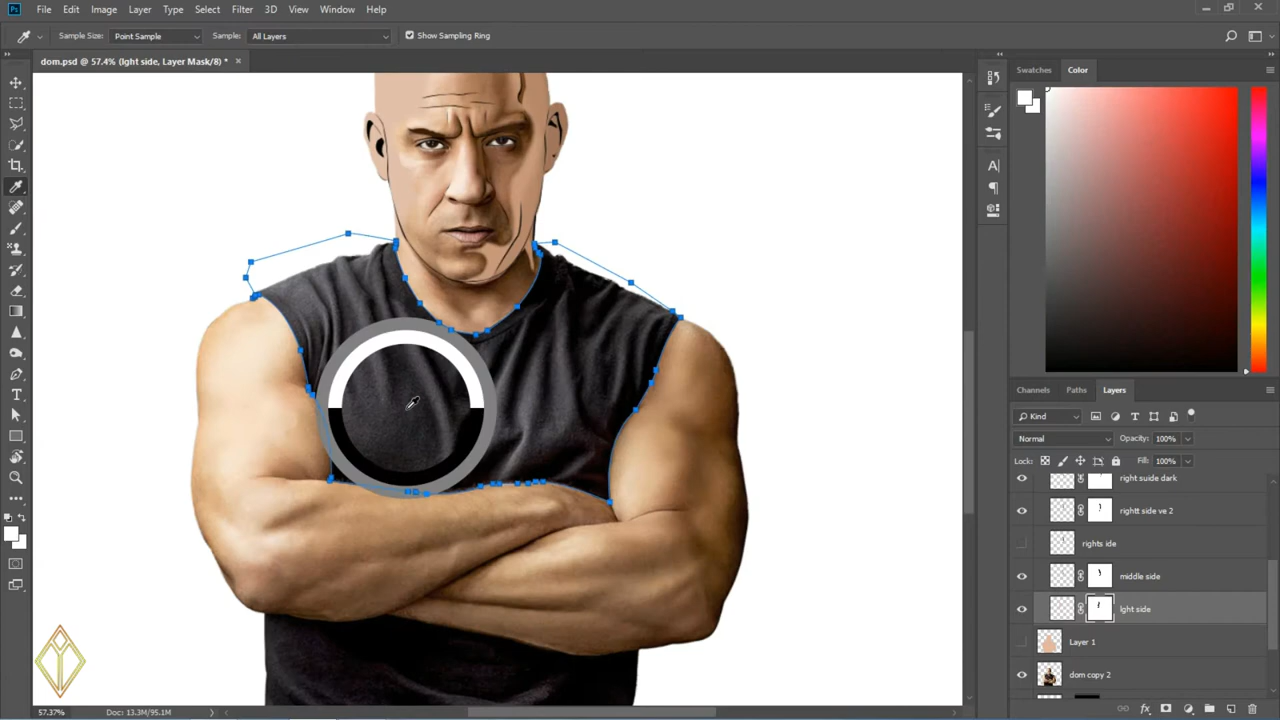 Ps File Edit Image Layer Type Select Filter 3D View Window Help
Sample Size: Point Sample Sample: All Layers Show Sampling Ring
dom.psd @ 57.4% (lght side, Layer Mask/8) * ×
Swatches Color
Channels Paths Layers
Kind
Normal Opacity: 100%
Lock: Fill: 100%
right suide dark
rightt side ve 2
rights ide
middle side
lght side
Layer 1
dom copy 2
57.37% Doc: 13.3M/95.1M